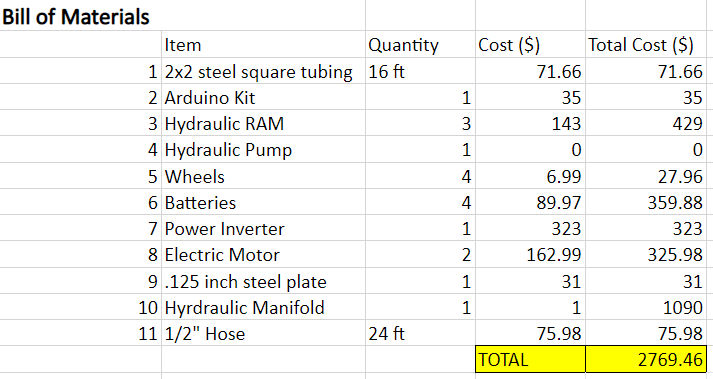 Bill of Materials
Item Quantity Cost ($) Total Cost ($)
1 2x2 steel square tubing 16 ft 71.66 71.66
2 Arduino Kit 1 35 35
3 Hydraulic RAM 3 143 429
4 Hydraulic Pump 1 0 0
5 Wheels 4 6.99 27.96
6 Batteries 4 89.97 359.88
7 Power Inverter 1 323 323
8 Electric Motor 2 162.99 325.98
9 .125 inch steel plate 1 31 31
10 Hyrdraulic Manifold 1 1 1090
11 1/2" Hose 24 ft 75.98 75.98
TOTAL 2769.46